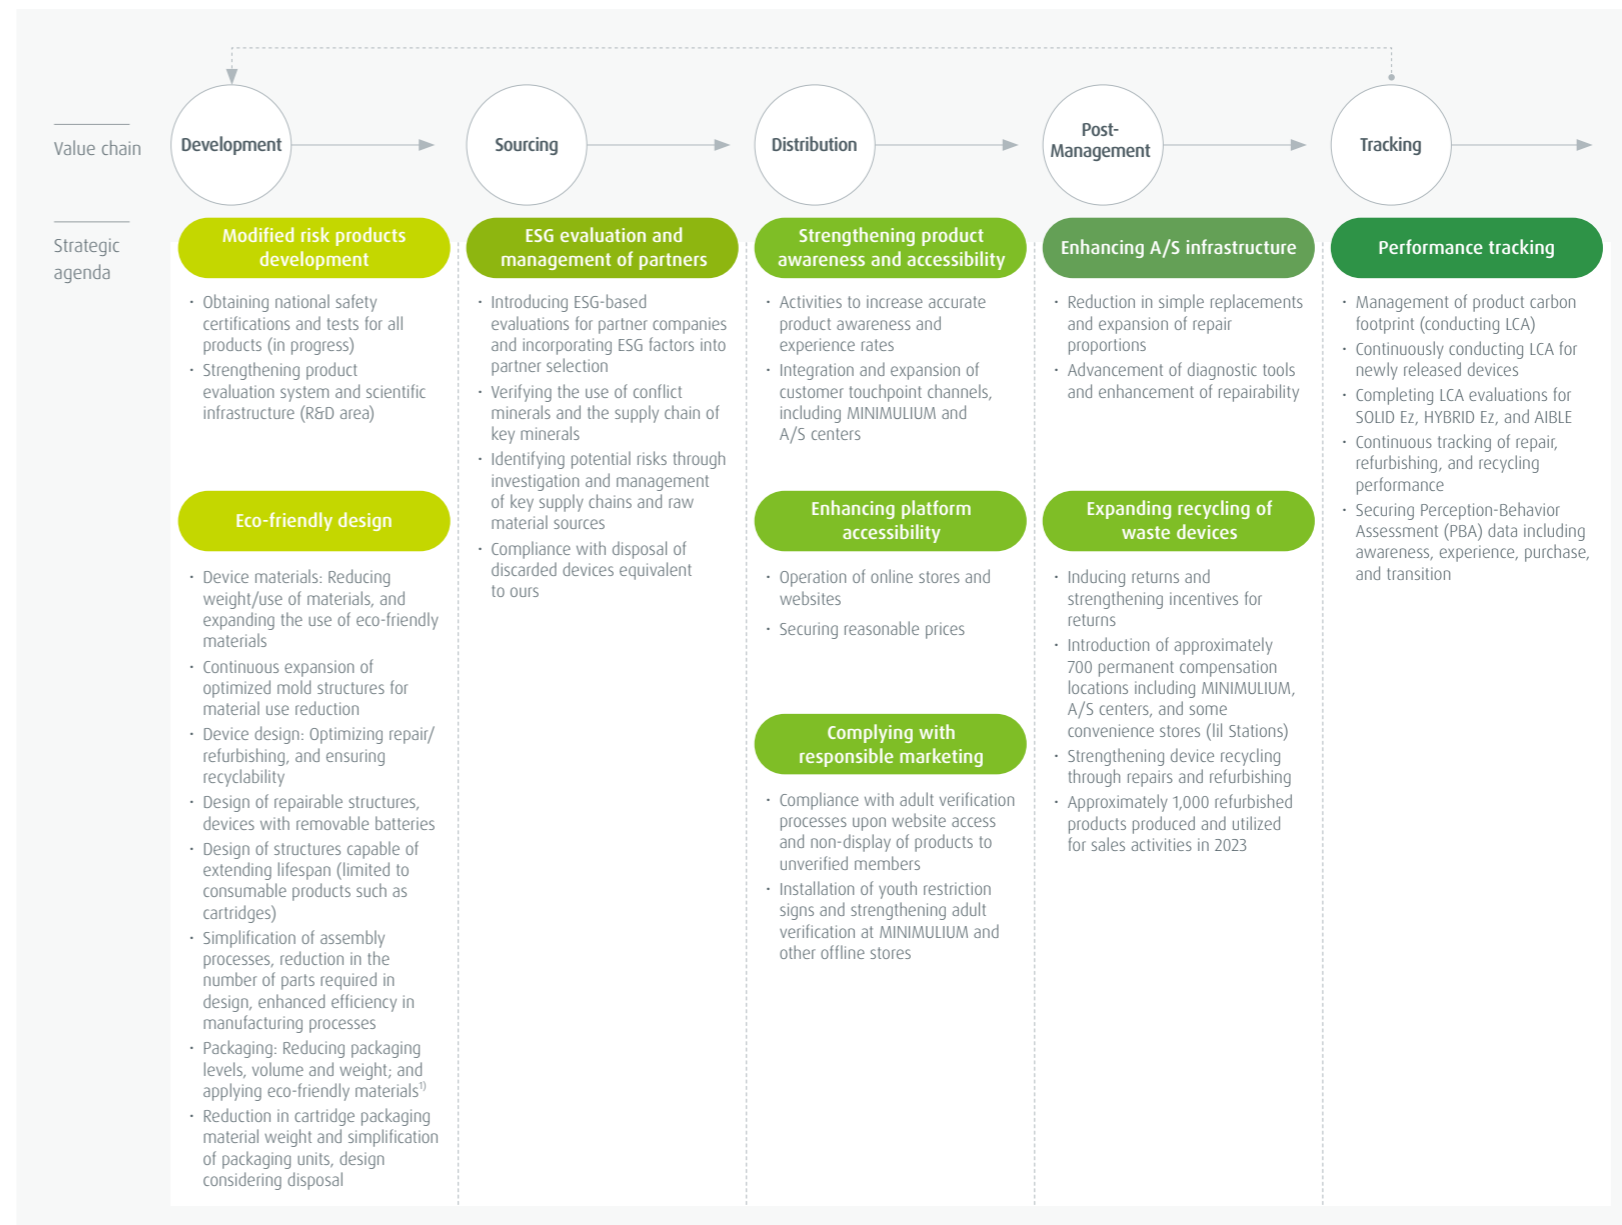 Value chain
Development
Sourcing
Distribution
Post-
Management
Tracking
Strategic
agenda
Modified risk products
development
· Obtaining national safety
certifications and tests for all
products (in progress)
· Strengthening product
evaluation system and scientific
infrastructure (R&D area)
Eco-friendly design
· Device materials: Reducing
weight/use of materials, and
expanding the use of eco-friendly
materials
· Continuous expansion of
optimized mold structures for
material use reduction
· Device design: Optimizing repair/
refurbishing, and ensuring
recyclability
· Design of repairable structures,
devices with removable batteries
· Design of structures capable of
extending lifespan (limited to
consumable products such as
cartridges)
· Simplification of assembly
processes, reduction in the
number of parts required in
design, enhanced efficiency in
manufacturing processes
· Packaging: Reducing packaging
levels, volume and weight; and
applying eco-friendly materials1)
· Reduction in cartridge packaging
material weight and simplification
of packaging units, design
considering disposal
ESG evaluation and
management of partners
· Introducing ESG-based
evaluations for partner companies
and incorporating ESG factors into
partner selection
· Verifying the use of conflict
minerals and the supply chain of
key minerals
· Identifying potential risks through
investigation and management
of key supply chains and raw
material sources
· Compliance with disposal of
discarded devices equivalent
to ours
Strengthening product
awareness and accessibility
· Activities to increase accurate
product awareness and
experience rates
· Integration and expansion of
customer touchpoint channels,
including MINIMULIUM and
A/S centers
Enhancing platform
accessibility
· Operation of online stores and
websites
· Securing reasonable prices
Complying with
responsible marketing
· Compliance with adult verification
processes upon website access
and non-display of products to
unverified members
· Installation of youth restriction
signs and strengthening adult
verification at MINIMULIUM and
other offline stores
Enhancing A/S infrastructure
· Reduction in simple replacements
and expansion of repair
proportions
· Advancement of diagnostic tools
and enhancement of repairability
Expanding recycling of
waste devices
· Inducing returns and
strengthening incentives for
returns
· Introduction of approximately
700 permanent compensation
locations including MINIMULIUM,
A/S centers, and some
convenience stores (lil Stations)
· Strengthening device recycling
through repairs and refurbishing
· Approximately 1,000 refurbished
products produced and utilized
for sales activities in 2023
Performance tracking
· Management of product carbon
footprint (conducting LCA)
· Continuously conducting LCA for
newly released devices
· Completing LCA evaluations for
SOLID Ez, HYBRID Ez, and AIBLE
· Continuous tracking of repair,
refurbishing, and recycling
performance
· Securing Perception-Behavior
Assessment (PBA) data including
awareness, experience, purchase,
and transition